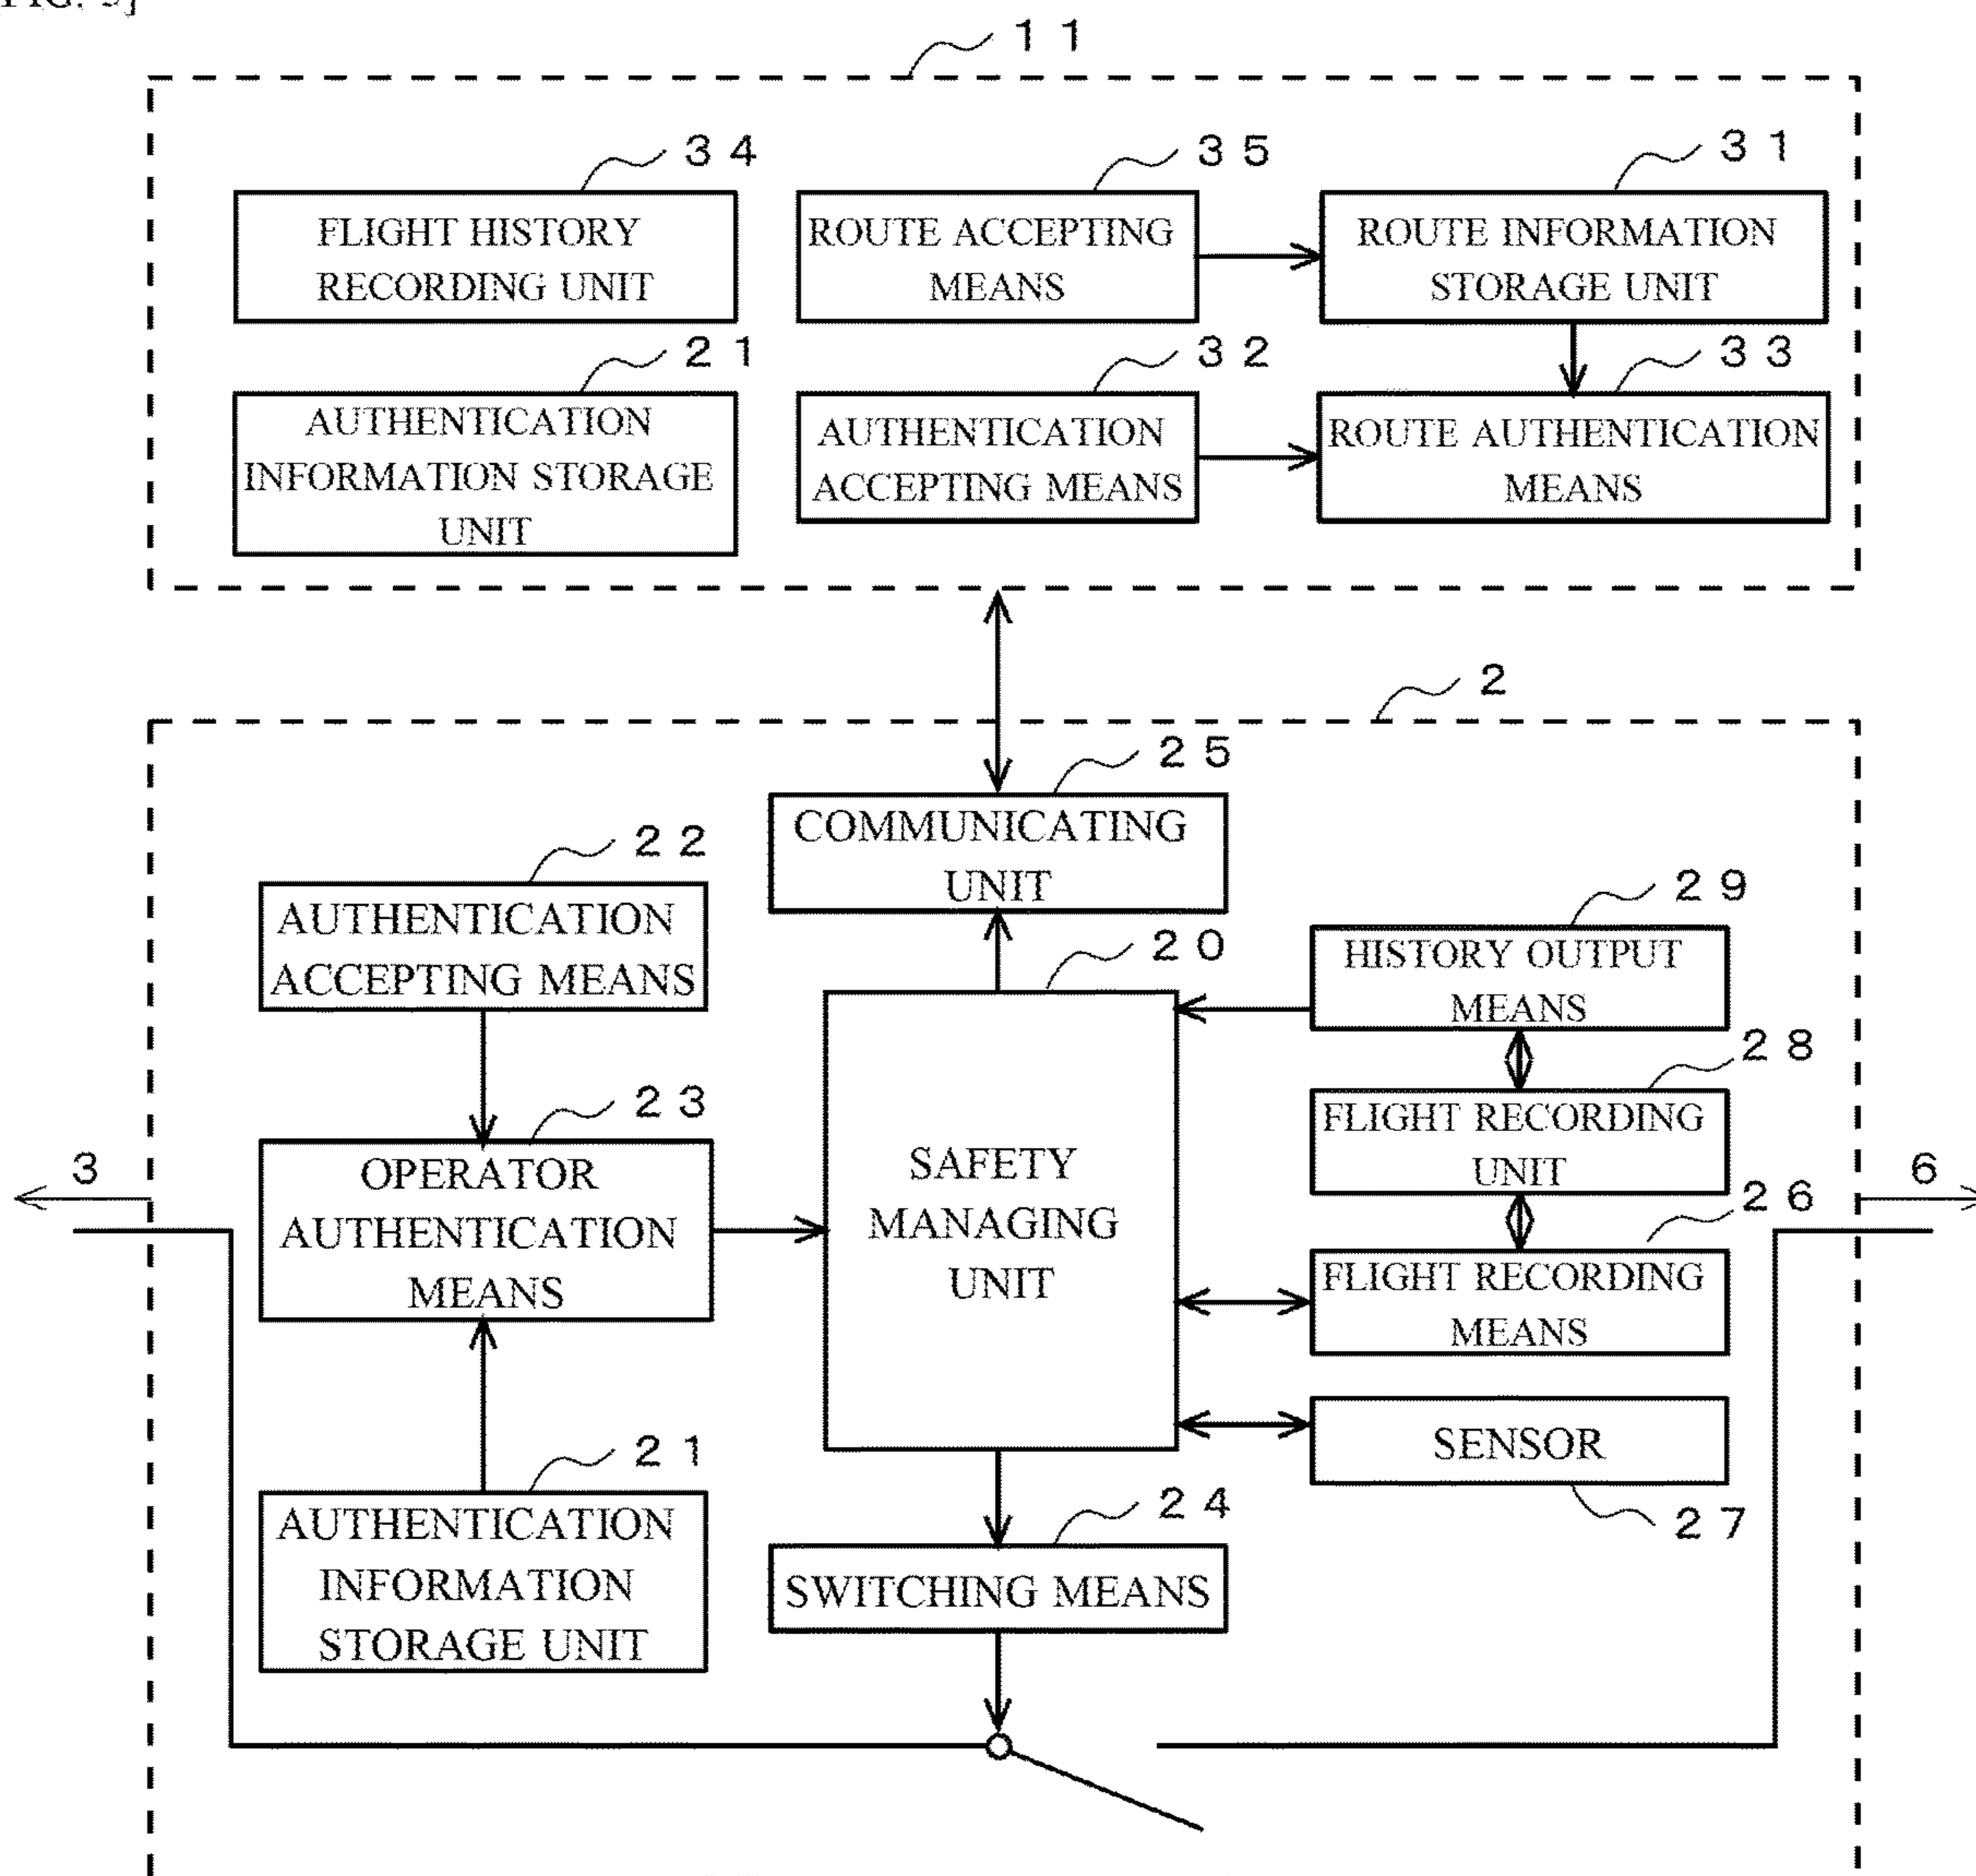 11
34
FLIGHT HISTORY
RECORDING UNIT
35
ROUTE ACCEPTING
MEANS
31
ROUTE INFORMATION
STORAGE UNIT
21
AUTHENTICATION
INFORMATION STORAGE
UNIT
32
AUTHENTICATION
ACCEPTING MEANS
33
ROUTE AUTHENTICATION
MEANS
2
25
COMMUNICATING
UNIT
22
AUTHENTICATION
ACCEPTING MEANS
20
SAFETY
MANAGING
UNIT
29
HISTORY OUTPUT
MEANS
28
FLIGHT RECORDING
UNIT
23
OPERATOR
AUTHENTICATION
MEANS
3
6
26
FLIGHT RECORDING
MEANS
SENSOR
27
21
AUTHENTICATION
INFORMATION
STORAGE UNIT
24
SWITCHING MEANS